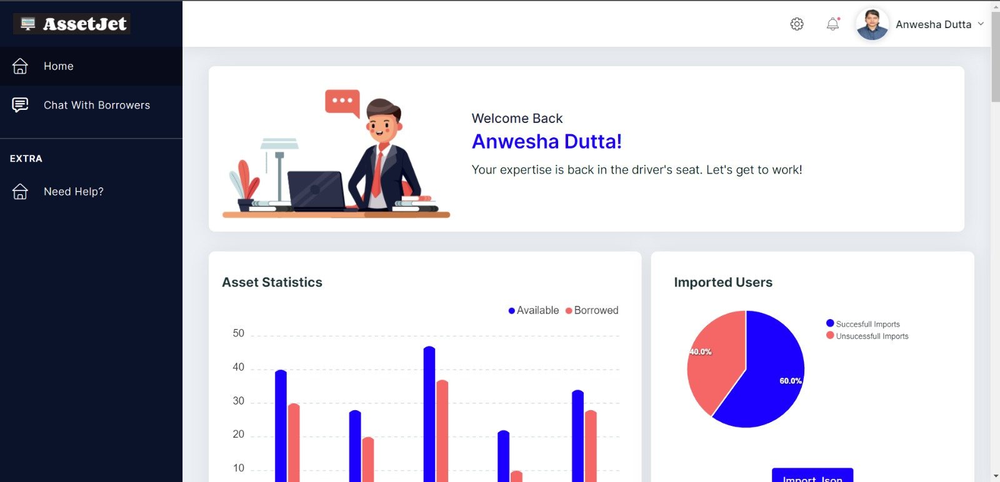 AssetJet
Anwesha Dutta
Home
Chat With Borrowers
EXTRA
Need Help?
Welcome Back
Anwesha Dutta!
Your expertise is back in the driver's seat. Let's get to work!
Asset Statistics
Available Borrowed
50
40
30
20
10
Imported Users
Succesfull Imports
Unsucessfull Imports
40.0%
60.0%
Import Json